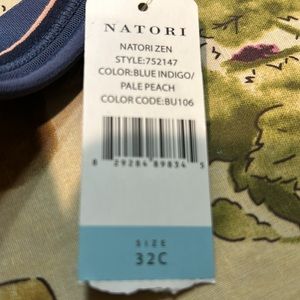 NATORI
NATORI ZEN
STYLE:752147
COLOR:BLUE INDIGO/
PALE PEACH
COLOR CODE:BU106
8 29284 89834 5
SIZE
32C